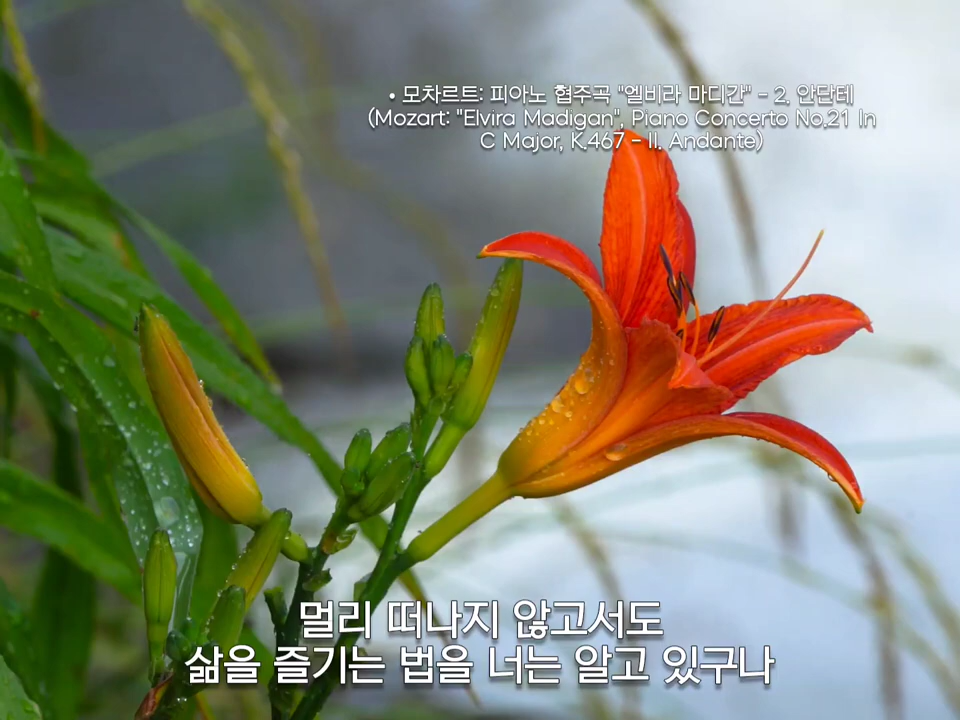 • 모차르트: 피아노 협주곡 "엘비라 마디간" - 2. 안단테
(Mozart: "Elvira Madigan", Piano Concerto No.21 In
C Major, K.467 - II. Andante)
멀리 떠나지 않고서도
삶을 즐기는 법을 너는 알고 있구나